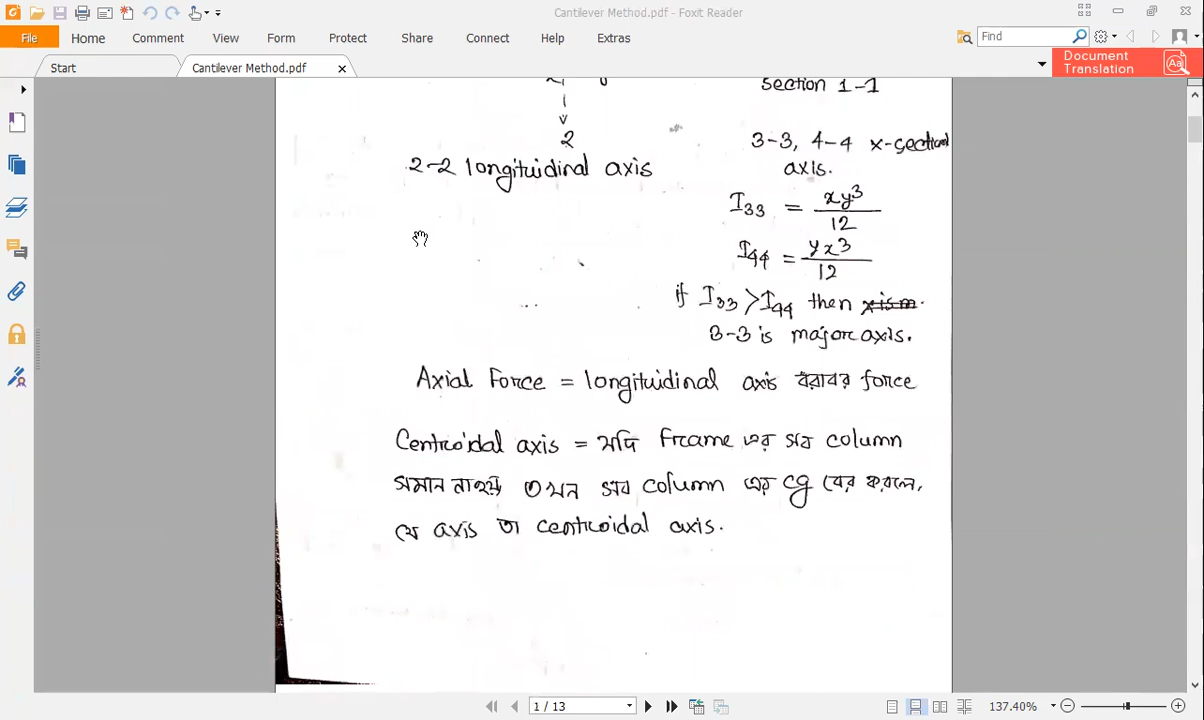 Cantilever Method.pdf - Foxit Reader
File Home Comment View Form Protect Share Connect Help Extras
Find
Start
Cantilever Method.pdf
Document Translation
Section 1-1
2
3-3, 4-4 x-sectional axis.
2-2 longituidinal axis
I33 = xy³/12
I44 = yx³/12
if I33 > I44 then
3-3 is major axis.
Axial Force = longituidinal axis বরাবর force
Centroidal axis = যদি Frame এর সব column
সমান না হয় তখন সব column এর cg বের করলে,
যে axis তা centroidal axis.
1 / 13
137.40%